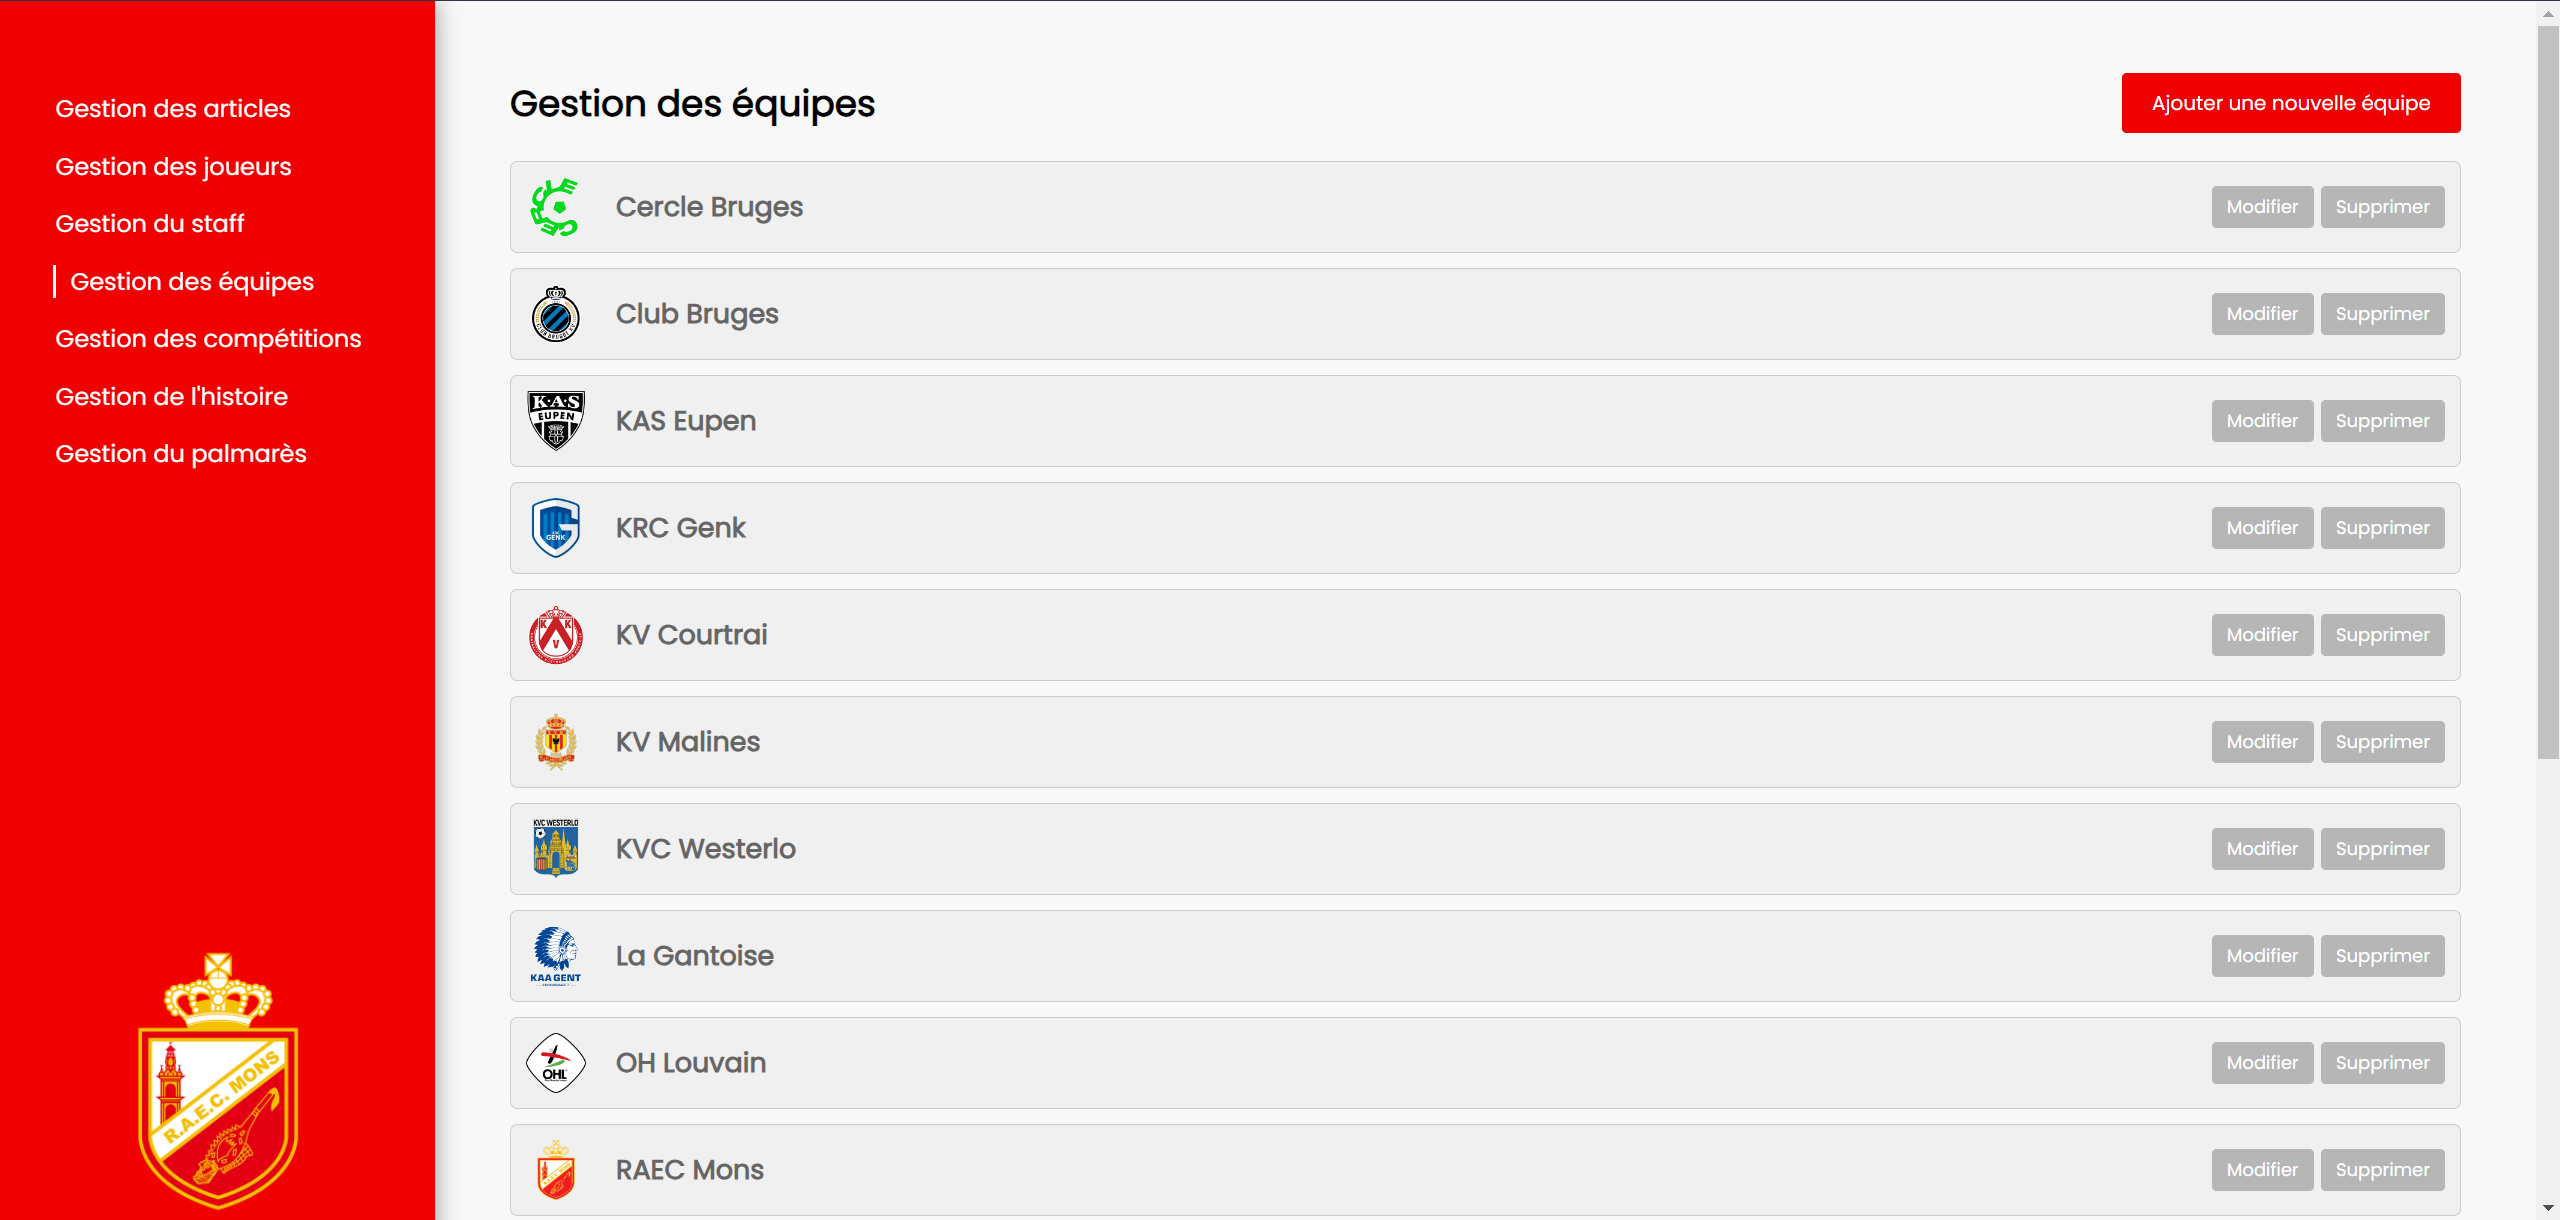 Gestion des articles
Gestion des joueurs
Gestion du staff
Gestion des équipes
Gestion des compétitions
Gestion de l'histoire
Gestion du palmarès
R.A.E.C. MONS
Gestion des équipes
Ajouter une nouvelle équipe
CERCLE
Cercle Bruges
Modifier Supprimer
CLUB BRUGGE KV
Club Bruges
Modifier Supprimer
K·A·S
EUPEN
KAS Eupen
Modifier Supprimer
GENK
KRC Genk
Modifier Supprimer
K K
V
KV Courtrai
Modifier Supprimer
KV Malines
Modifier Supprimer
KVC WESTERLO
KVC Westerlo
Modifier Supprimer
KAA GENT
La Gantoise
Modifier Supprimer
OHL
OH Louvain
Modifier Supprimer
RAEC Mons
Modifier Supprimer